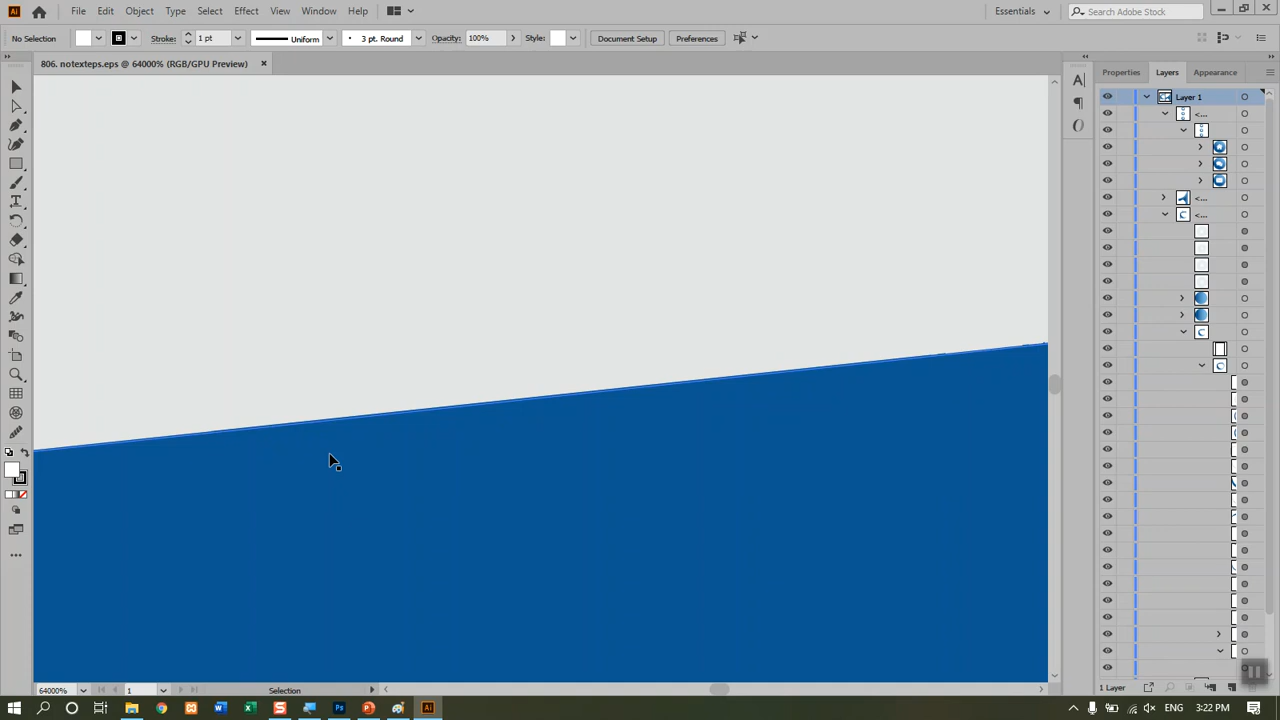 Ai File Edit Object Type Select Effect View Window Help Essentials Search Adobe Stock
No Selection Stroke: 1 pt Uniform 3 pt. Round Opacity: 100% Style: Document Setup Preferences
806. notexteps.eps @ 64000% (RGB/GPU Preview) ×
Properties Layers Appearance
Layer 1
<...
<...
<...
64000% 1 Selection
1 Layer
ENG 3:22 PM